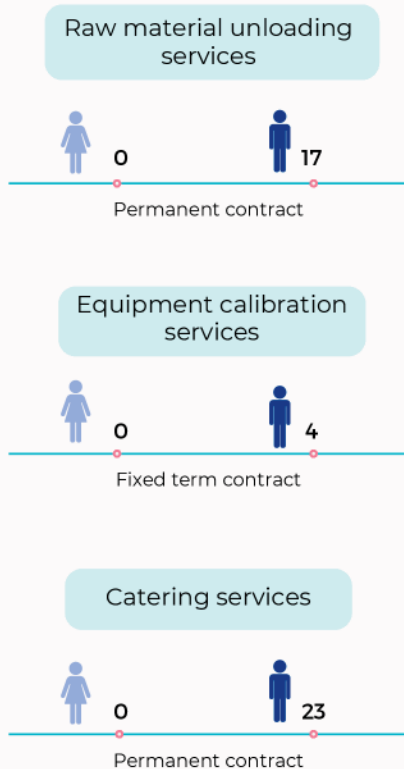 Raw material unloading
services
0 17
Permanent contract
Equipment calibration
services
0 4
Fixed term contract
Catering services
0 23
Permanent contract